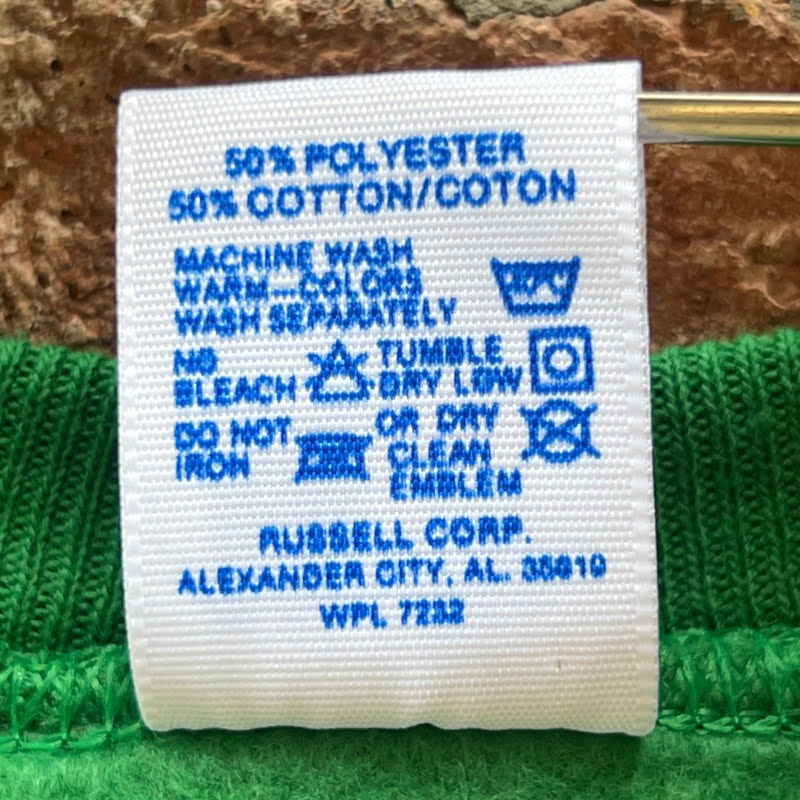 50% POLYESTER
50% COTTON/COTON
MACHINE WASH
WARM—COLORS
WASH SEPARATELY
NO
BLEACH
TUMBLE
DRY LOW
DO NOT
IRON
OR DRY
CLEAN
EMBLEM
RUSSELL CORP.
ALEXANDER CITY, AL. 35010
WPL 7232